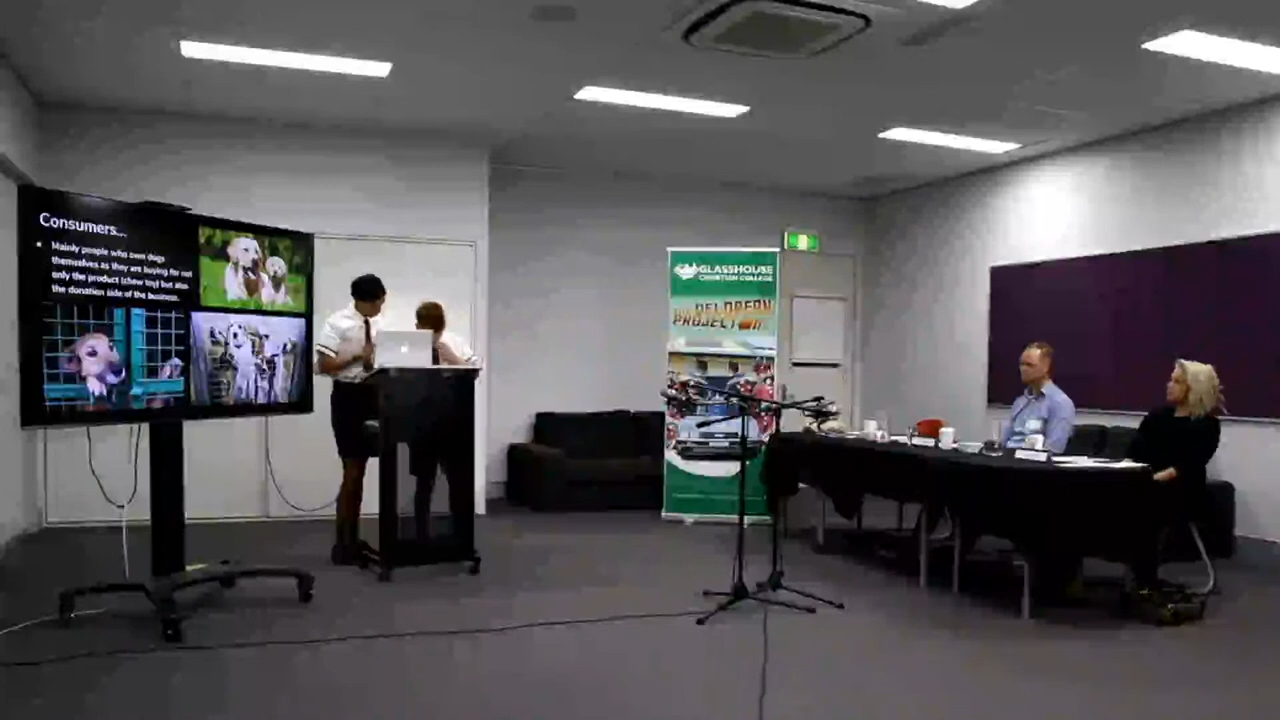 Consumers...
Mainly people who own dogs
themselves as they are buying for not
only the product (chew toy) but also
the donation side of the business.
GLASSHOUSE
CHRISTIAN COLLEGE
DELOREAN
PROJECT